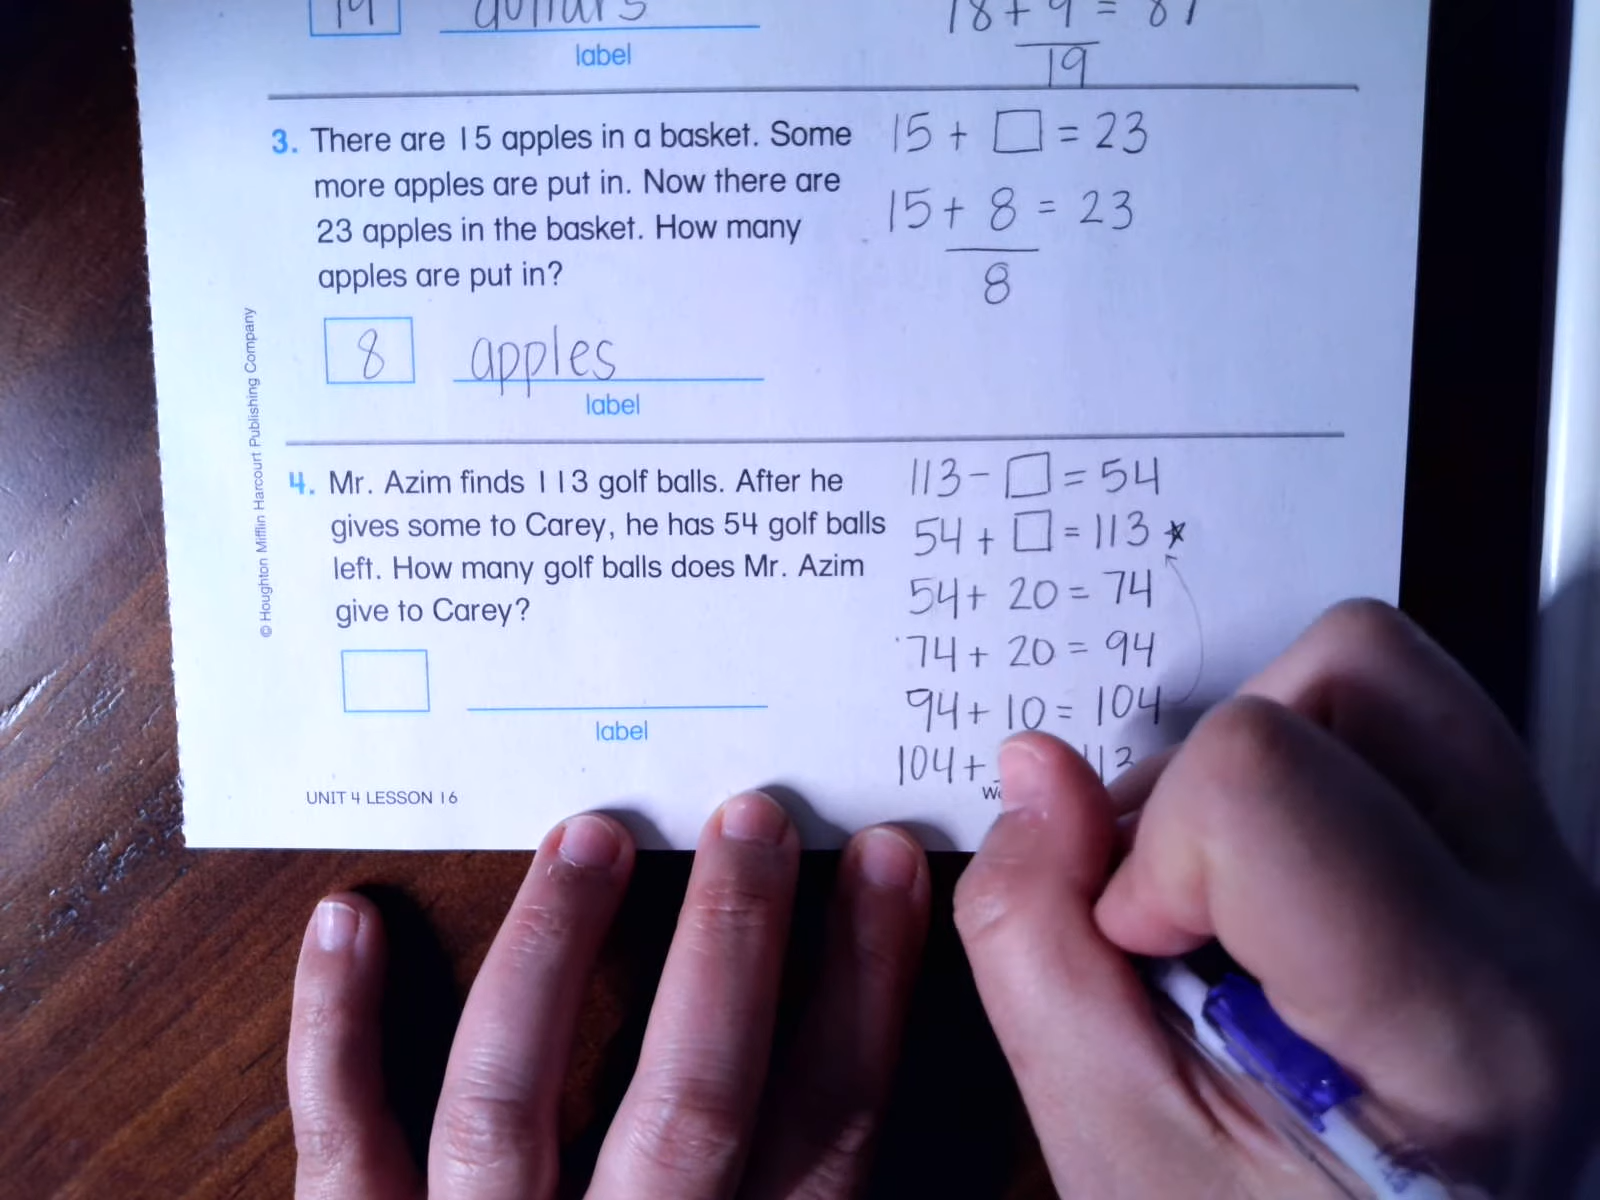 19 dollars
label
78 + 9 = 87
19
3. There are 15 apples in a basket. Some
more apples are put in. Now there are
23 apples in the basket. How many
apples are put in?
15 + □ = 23
15 + 8 = 23
8
8 apples
label
4. Mr. Azim finds 113 golf balls. After he
gives some to Carey, he has 54 golf balls
left. How many golf balls does Mr. Azim
give to Carey?
113 - □ = 54
54 + □ = 113 ★
54 + 20 = 74
74 + 20 = 94
94 + 10 = 104
104 +
label
UNIT 4 LESSON 16
© Houghton Mifflin Harcourt Publishing Company